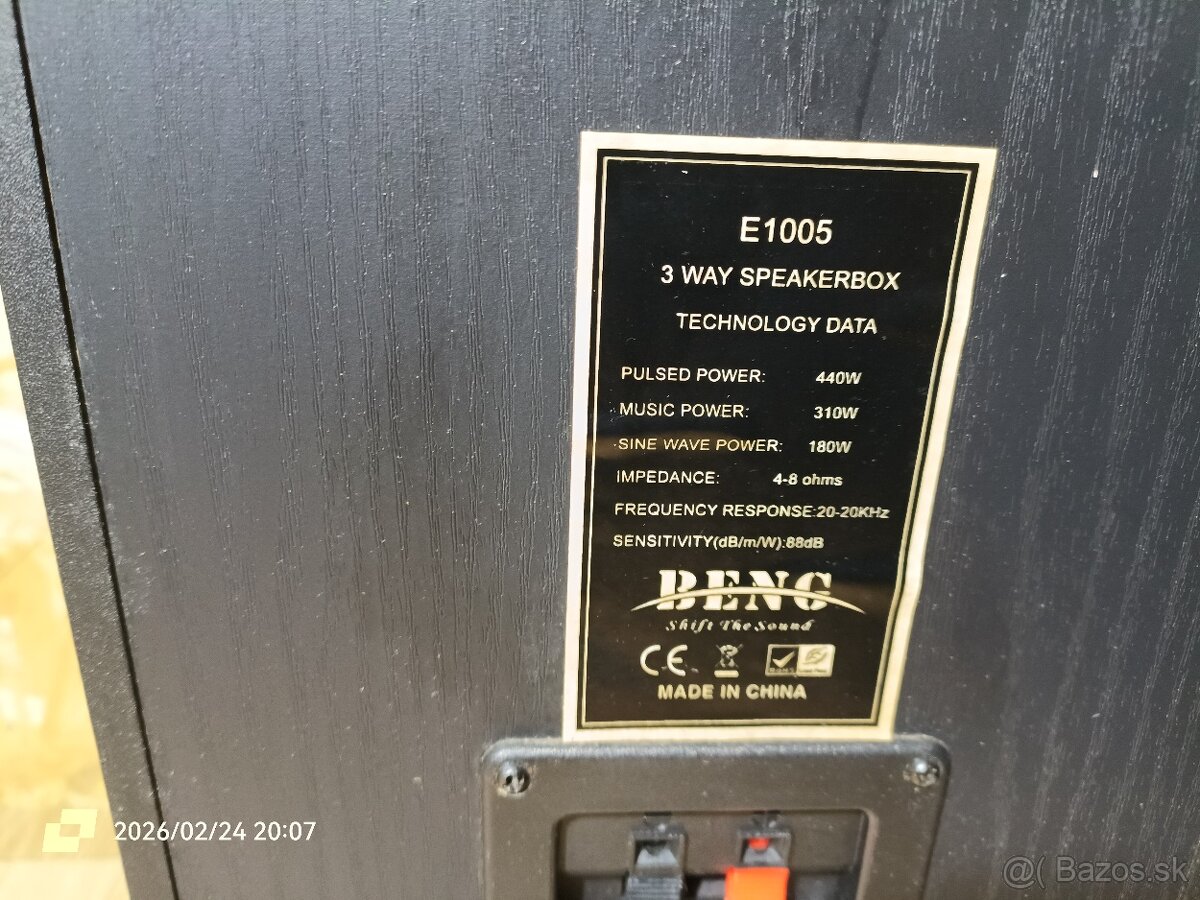 E1005
3 WAY SPEAKERBOX
TECHNOLOGY DATA
PULSED POWER: 440W
MUSIC POWER: 310W
SINE WAVE POWER: 180W
IMPEDANCE: 4-8 ohms
FREQUENCY RESPONSE:20-20KHz
SENSITIVITY(dB/m/W):88dB
BENG
Shift The Sound
CE
MADE IN CHINA
2026/02/24 20:07
@( Bazos.sk